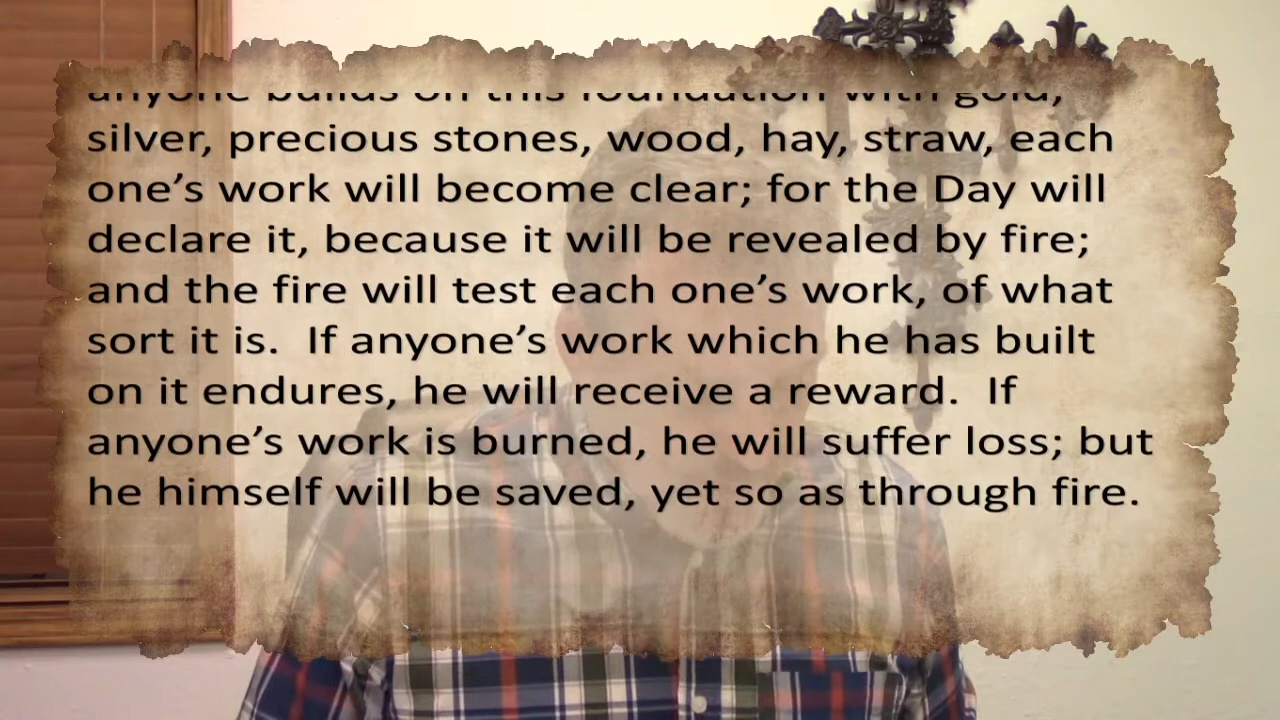 anyone builds on this foundation with gold,
silver, precious stones, wood, hay, straw, each
one’s work will become clear; for the Day will
declare it, because it will be revealed by fire;
and the fire will test each one’s work, of what
sort it is.  If anyone’s work which he has built
on it endures, he will receive a reward.  If
anyone’s work is burned, he will suffer loss; but
he himself will be saved, yet so as through fire.